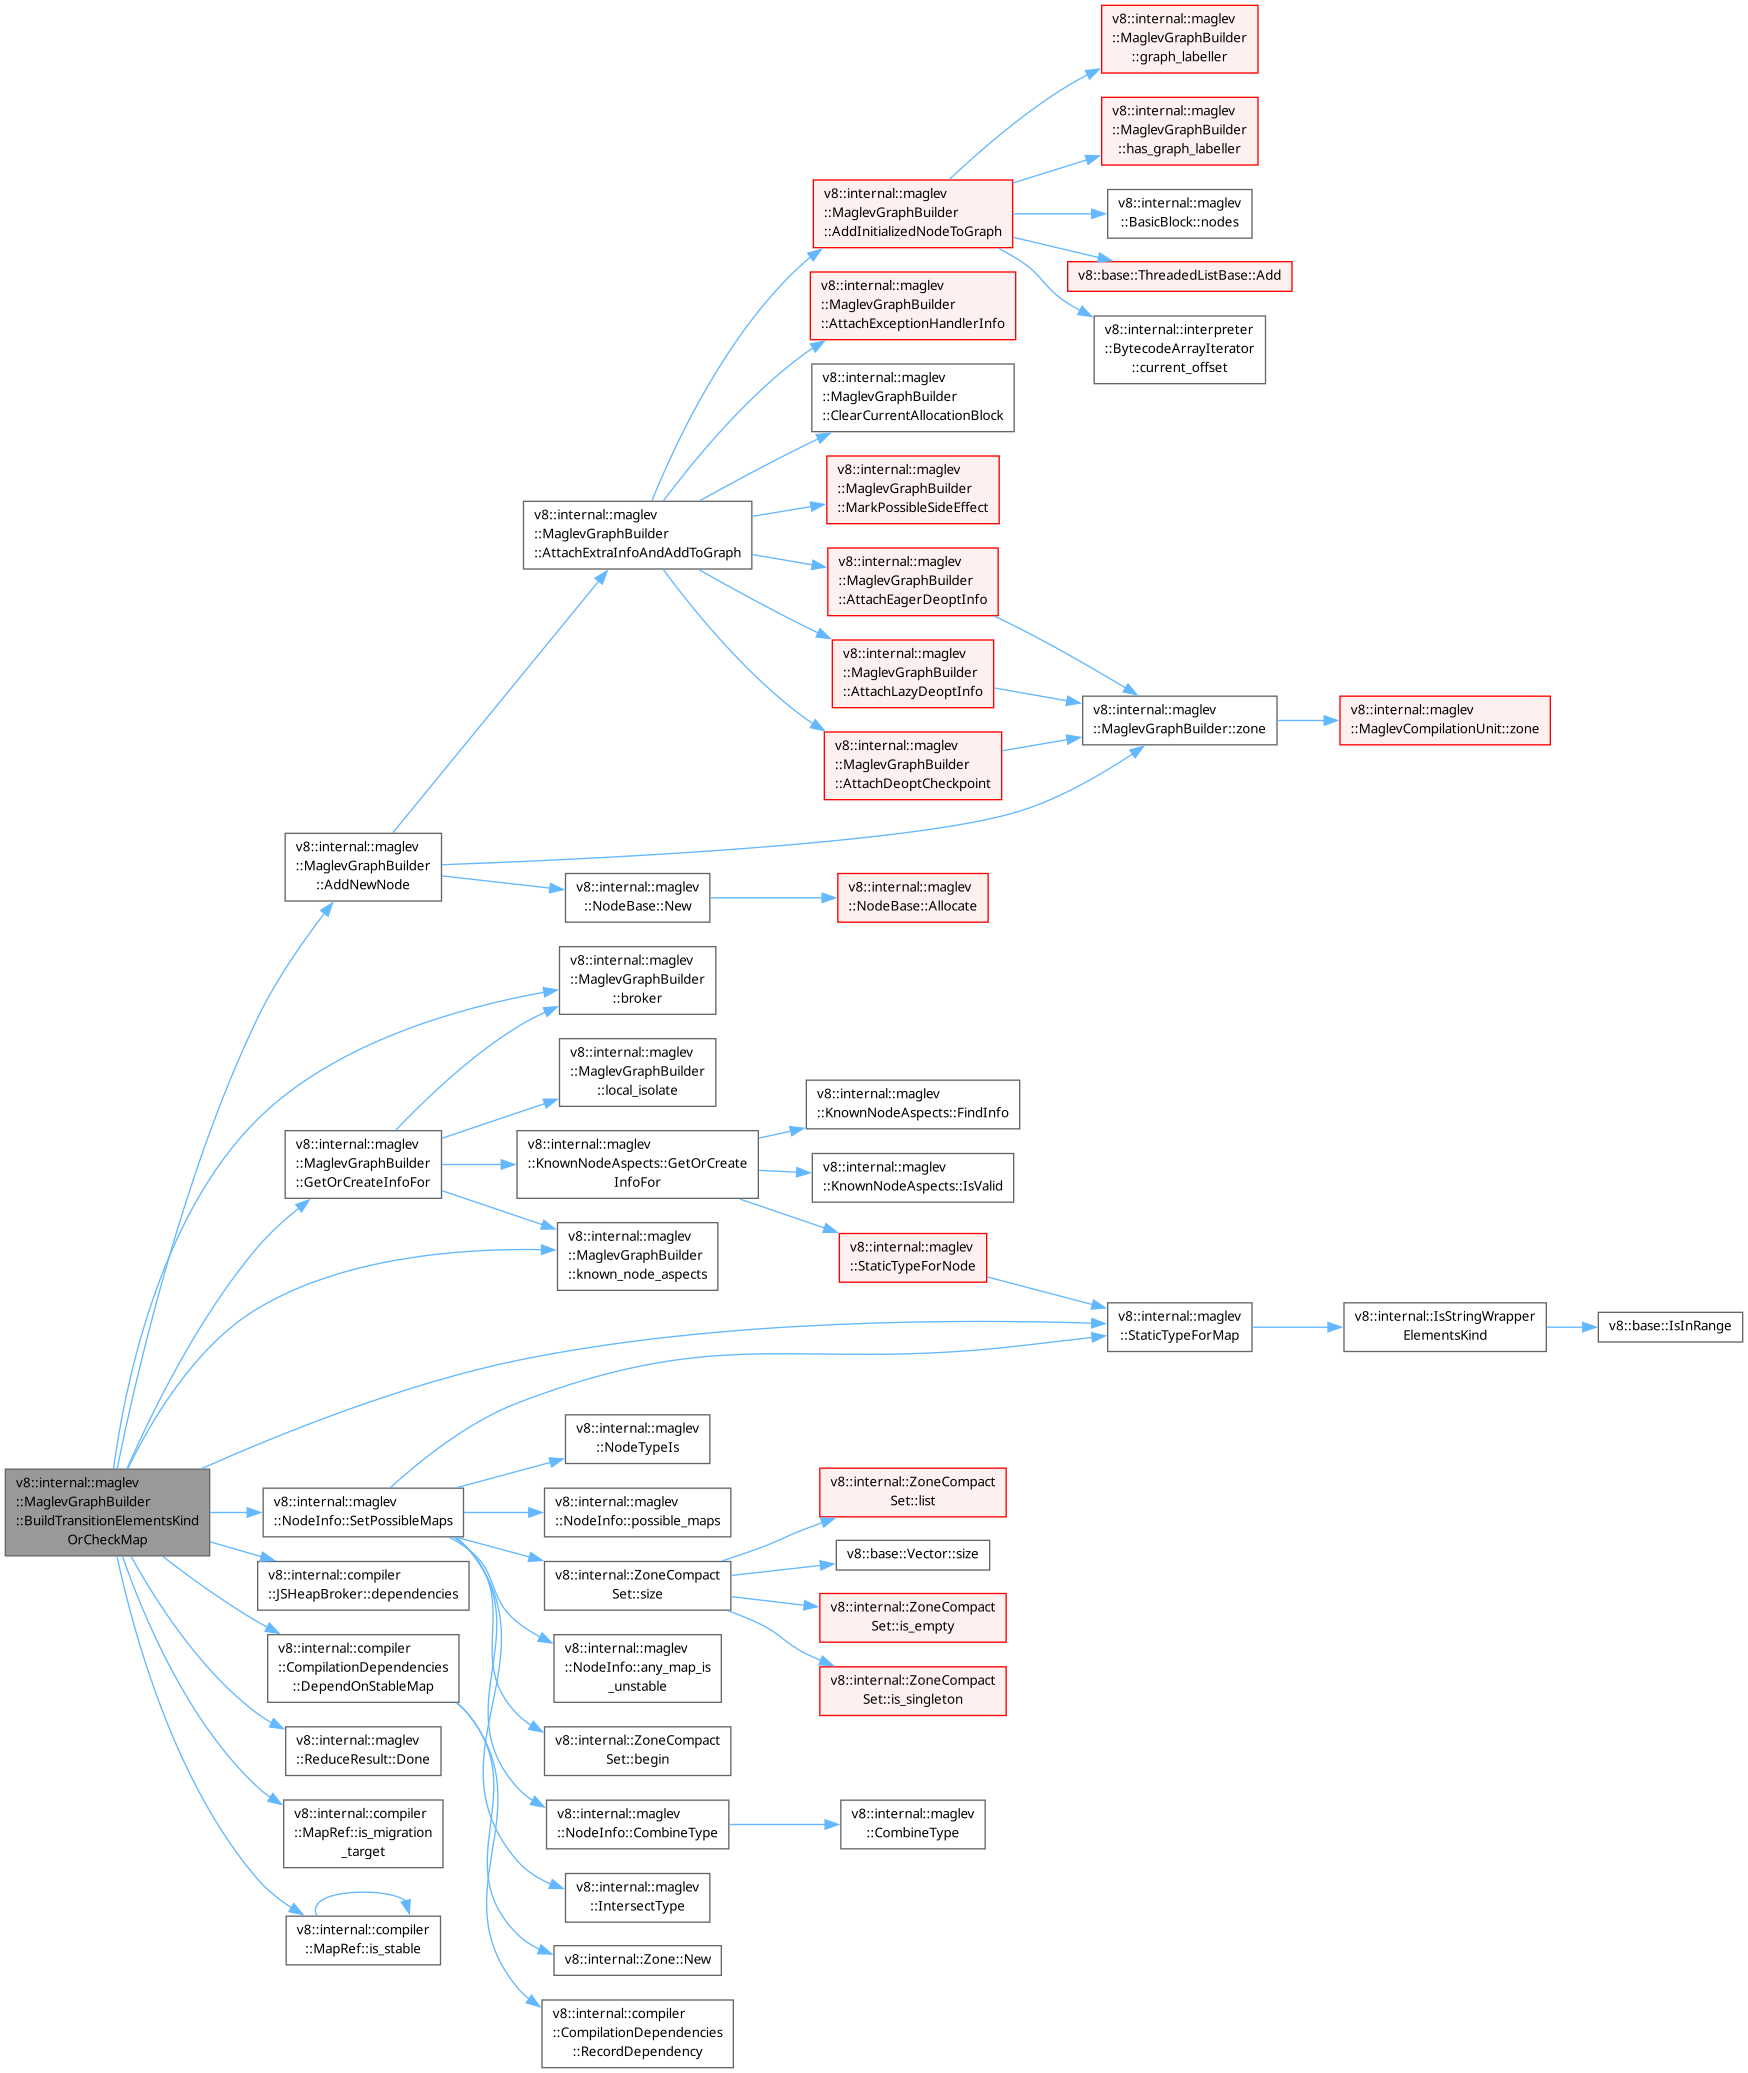 v8::internal::maglev
::MaglevGraphBuilder
::graph_labeller
v8::internal::maglev
::MaglevGraphBuilder
::has_graph_labeller
v8::internal::maglev
::MaglevGraphBuilder
::AddInitializedNodeToGraph
v8::internal::maglev
::BasicBlock::nodes
v8::base::ThreadedListBase::Add
v8::internal::maglev
::MaglevGraphBuilder
::AttachExceptionHandlerInfo
v8::internal::interpreter
::BytecodeArrayIterator
::current_offset
v8::internal::maglev
::MaglevGraphBuilder
::ClearCurrentAllocationBlock
v8::internal::maglev
::MaglevGraphBuilder
::MarkPossibleSideEffect
v8::internal::maglev
::MaglevGraphBuilder
::AttachExtraInfoAndAddToGraph
v8::internal::maglev
::MaglevGraphBuilder
::AttachEagerDeoptInfo
v8::internal::maglev
::MaglevGraphBuilder
::AttachLazyDeoptInfo
v8::internal::maglev
::MaglevGraphBuilder::zone
v8::internal::maglev
::MaglevCompilationUnit::zone
v8::internal::maglev
::MaglevGraphBuilder
::AttachDeoptCheckpoint
v8::internal::maglev
::MaglevGraphBuilder
::AddNewNode
v8::internal::maglev
::NodeBase::New
v8::internal::maglev
::NodeBase::Allocate
v8::internal::maglev
::MaglevGraphBuilder
::broker
v8::internal::maglev
::MaglevGraphBuilder
::local_isolate
v8::internal::maglev
::KnownNodeAspects::FindInfo
v8::internal::maglev
::MaglevGraphBuilder
::GetOrCreateInfoFor
v8::internal::maglev
::KnownNodeAspects::GetOrCreate
InfoFor
v8::internal::maglev
::KnownNodeAspects::IsValid
v8::internal::maglev
::MaglevGraphBuilder
::known_node_aspects
v8::internal::maglev
::StaticTypeForNode
v8::internal::maglev
::StaticTypeForMap
v8::internal::IsStringWrapper
ElementsKind
v8::base::IsInRange
v8::internal::maglev
::NodeTypeIs
v8::internal::maglev
::MaglevGraphBuilder
::BuildTransitionElementsKind
OrCheckMap
v8::internal::maglev
::NodeInfo::SetPossibleMaps
v8::internal::maglev
::NodeInfo::possible_maps
v8::internal::ZoneCompact
Set::list
v8::internal::compiler
::JSHeapBroker::dependencies
v8::internal::ZoneCompact
Set::size
v8::base::Vector::size
v8::internal::ZoneCompact
Set::is_empty
v8::internal::compiler
::CompilationDependencies
::DependOnStableMap
v8::internal::maglev
::NodeInfo::any_map_is
_unstable
v8::internal::ZoneCompact
Set::is_singleton
v8::internal::maglev
::ReduceResult::Done
v8::internal::ZoneCompact
Set::begin
v8::internal::compiler
::MapRef::is_migration
_target
v8::internal::maglev
::NodeInfo::CombineType
v8::internal::maglev
::CombineType
v8::internal::maglev
::IntersectType
v8::internal::compiler
::MapRef::is_stable
v8::internal::Zone::New
v8::internal::compiler
::CompilationDependencies
::RecordDependency